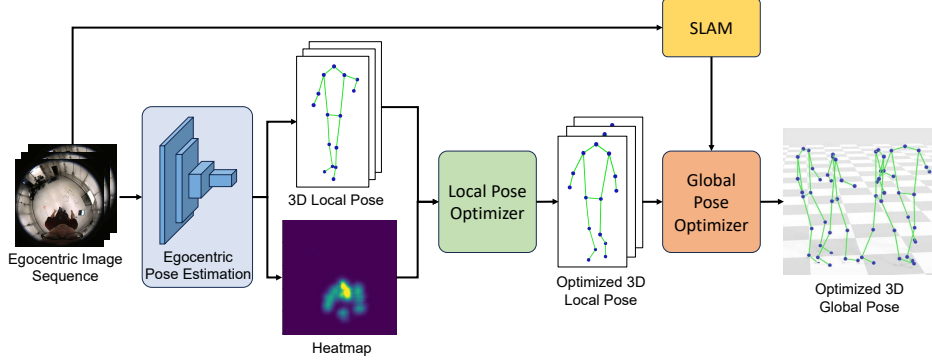 SLAM
Egocentric Image
Sequence
Egocentric
Pose Estimation
3D Local Pose
Heatmap
Local Pose
Optimizer
Optimized 3D
Local Pose
Global
Pose
Optimizer
Optimized 3D
Global Pose